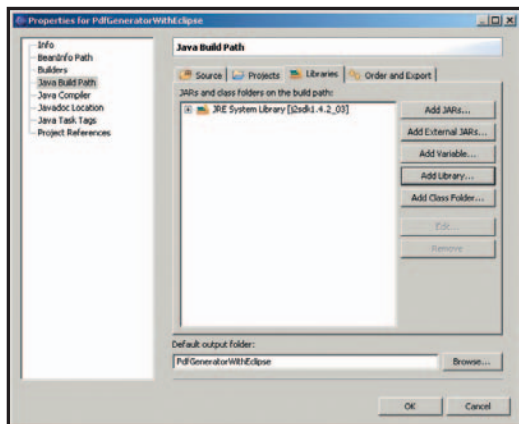 Properties for PdfGeneratorWithEclipse
Info
BeanInfo Path
Builders
Java Build Path
Java Compiler
Javadoc Location
Java Task Tags
Project References
Java Build Path
Source
Projects
Libraries
Order and Export
JARs and class folders on the build path:
JRE System Library [j2sdk1.4.2_03]
Add JARs...
Add External JARs...
Add Variable...
Add Library...
Add Class Folder...
Edit...
Remove
Default output folder:
PdfGeneratorWithEclipse
Browse...
OK
Cancel